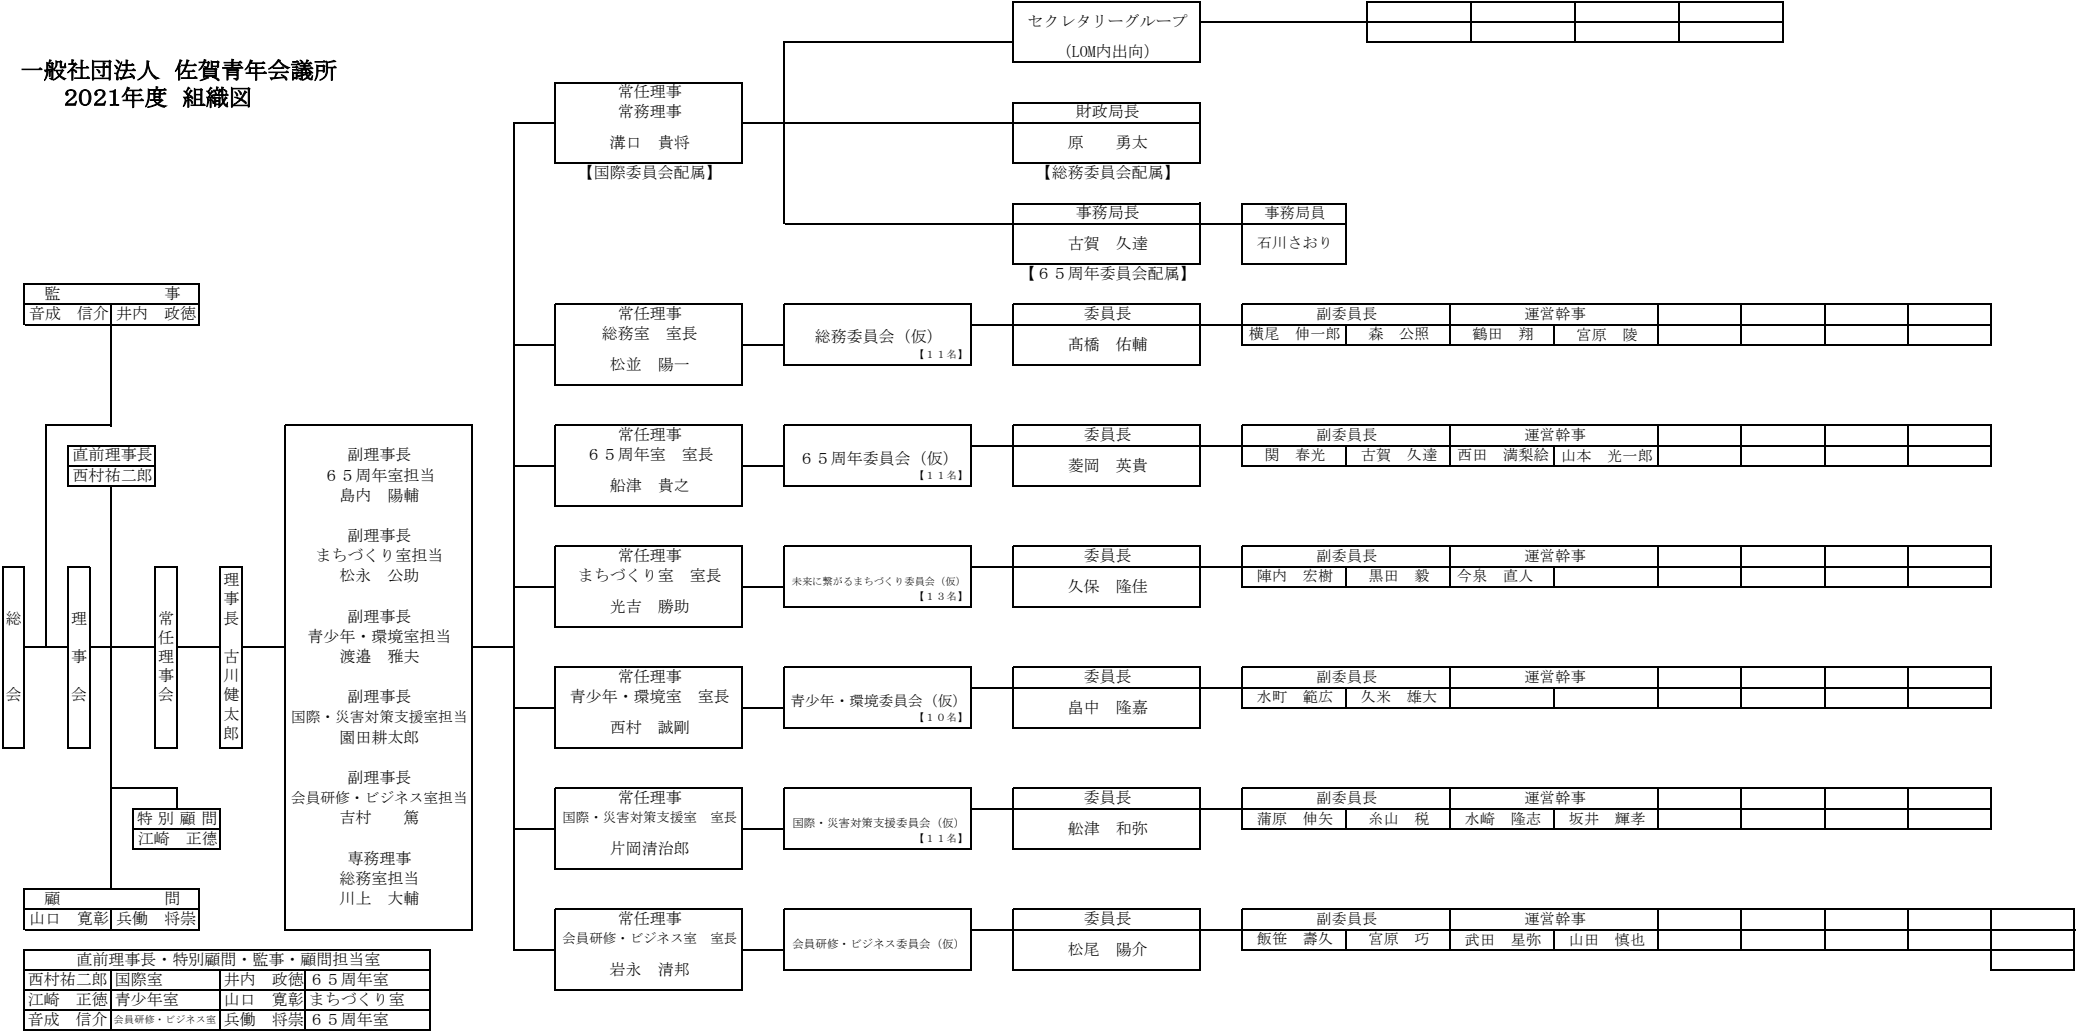 一般社団法人　佐賀青年会議所
2021年度　組織図
セクレタリーグループ
（LOM内出向）
常任理事
常務理事
溝口　貴将
【国際委員会配属】
財政局長
原　　勇太
【総務委員会配属】
事務局長
古賀　久達
【６５周年委員会配属】
事務局員
石川さおり
監　　　　　　　事
音成　信介　井内　政徳
直前理事長
西村祐二郎
総　会
理　事　会
常任理事会
理事長　古川健太郎
特 別 顧 問
江崎　正徳
顧　　　　　　　問
山口　寛彰　兵働　将崇
副理事長
６５周年室担当
島内　陽輔
副理事長
まちづくり室担当
松永　公助
副理事長
青少年・環境室担当
渡邉　雅夫
副理事長
国際・災害対策支援室担当
園田耕太郎
副理事長
会員研修・ビジネス室担当
吉村　　篤
専務理事
総務室担当
川上　大輔
常任理事
総務室　室長
松並　陽一
総務委員会（仮）
【１１名】
委員長
髙橋　佑輔
副委員長　運営幹事
横尾　伸一郎　森　公照　鶴田　翔　宮原　陵
常任理事
６５周年室　室長
船津　貴之
６５周年委員会（仮）
【１１名】
委員長
菱岡　英貴
副委員長　運営幹事
関　春光　古賀　久達　西田　満梨絵　山本　光一郎
常任理事
まちづくり室　室長
光吉　勝助
未来に繋がるまちづくり委員会（仮）
【１３名】
委員長
久保　隆佳
副委員長　運営幹事
陣内　宏樹　黒田　毅　今泉　直人
常任理事
青少年・環境室　室長
西村　誠剛
青少年・環境委員会（仮）
【１０名】
委員長
畠中　隆嘉
副委員長　運営幹事
水町　範広　久米　雄大
常任理事
国際・災害対策支援室　室長
片岡清治郎
国際・災害対策支援委員会（仮）
【１１名】
委員長
舩津　和弥
副委員長　運営幹事
蒲原　伸矢　糸山　税　水崎　隆志　坂井　輝孝
常任理事
会員研修・ビジネス室　室長
岩永　清邦
会員研修・ビジネス委員会（仮）
委員長
松尾　陽介
副委員長　運営幹事
飯笹　壽久　宮原　巧　武田　星弥　山田　慎也
直前理事長・特別顧問・監事・顧問担当室
西村祐二郎　国際室　井内　政徳　６５周年室
江崎　正徳　青少年室　山口　寛彰　まちづくり室
音成　信介　会員研修・ビジネス室　兵働　将崇　６５周年室